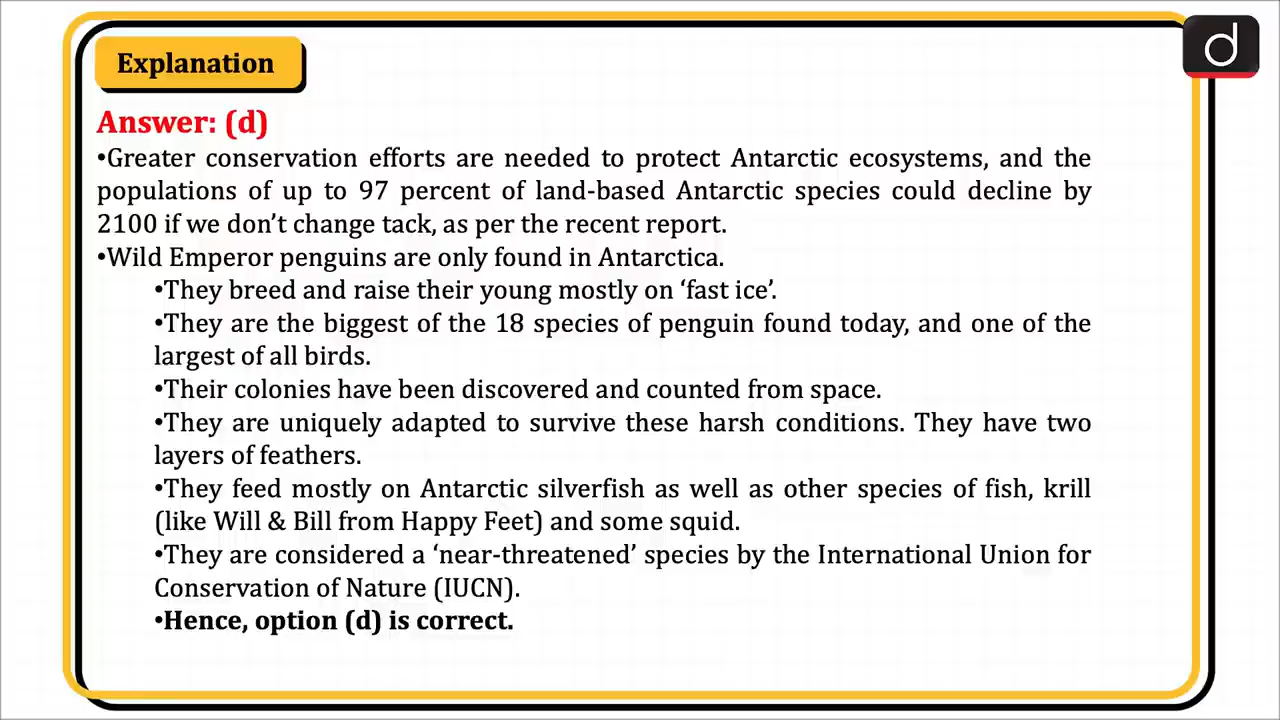 Explanation
d
Answer: (d)
•Greater conservation efforts are needed to protect Antarctic ecosystems, and the
populations of up to 97 percent of land-based Antarctic species could decline by
2100 if we don’t change tack, as per the recent report.
•Wild Emperor penguins are only found in Antarctica.
•They breed and raise their young mostly on ‘fast ice’.
•They are the biggest of the 18 species of penguin found today, and one of the
largest of all birds.
•Their colonies have been discovered and counted from space.
•They are uniquely adapted to survive these harsh conditions. They have two
layers of feathers.
•They feed mostly on Antarctic silverfish as well as other species of fish, krill
(like Will & Bill from Happy Feet) and some squid.
•They are considered a ‘near-threatened’ species by the International Union for
Conservation of Nature (IUCN).
•Hence, option (d) is correct.